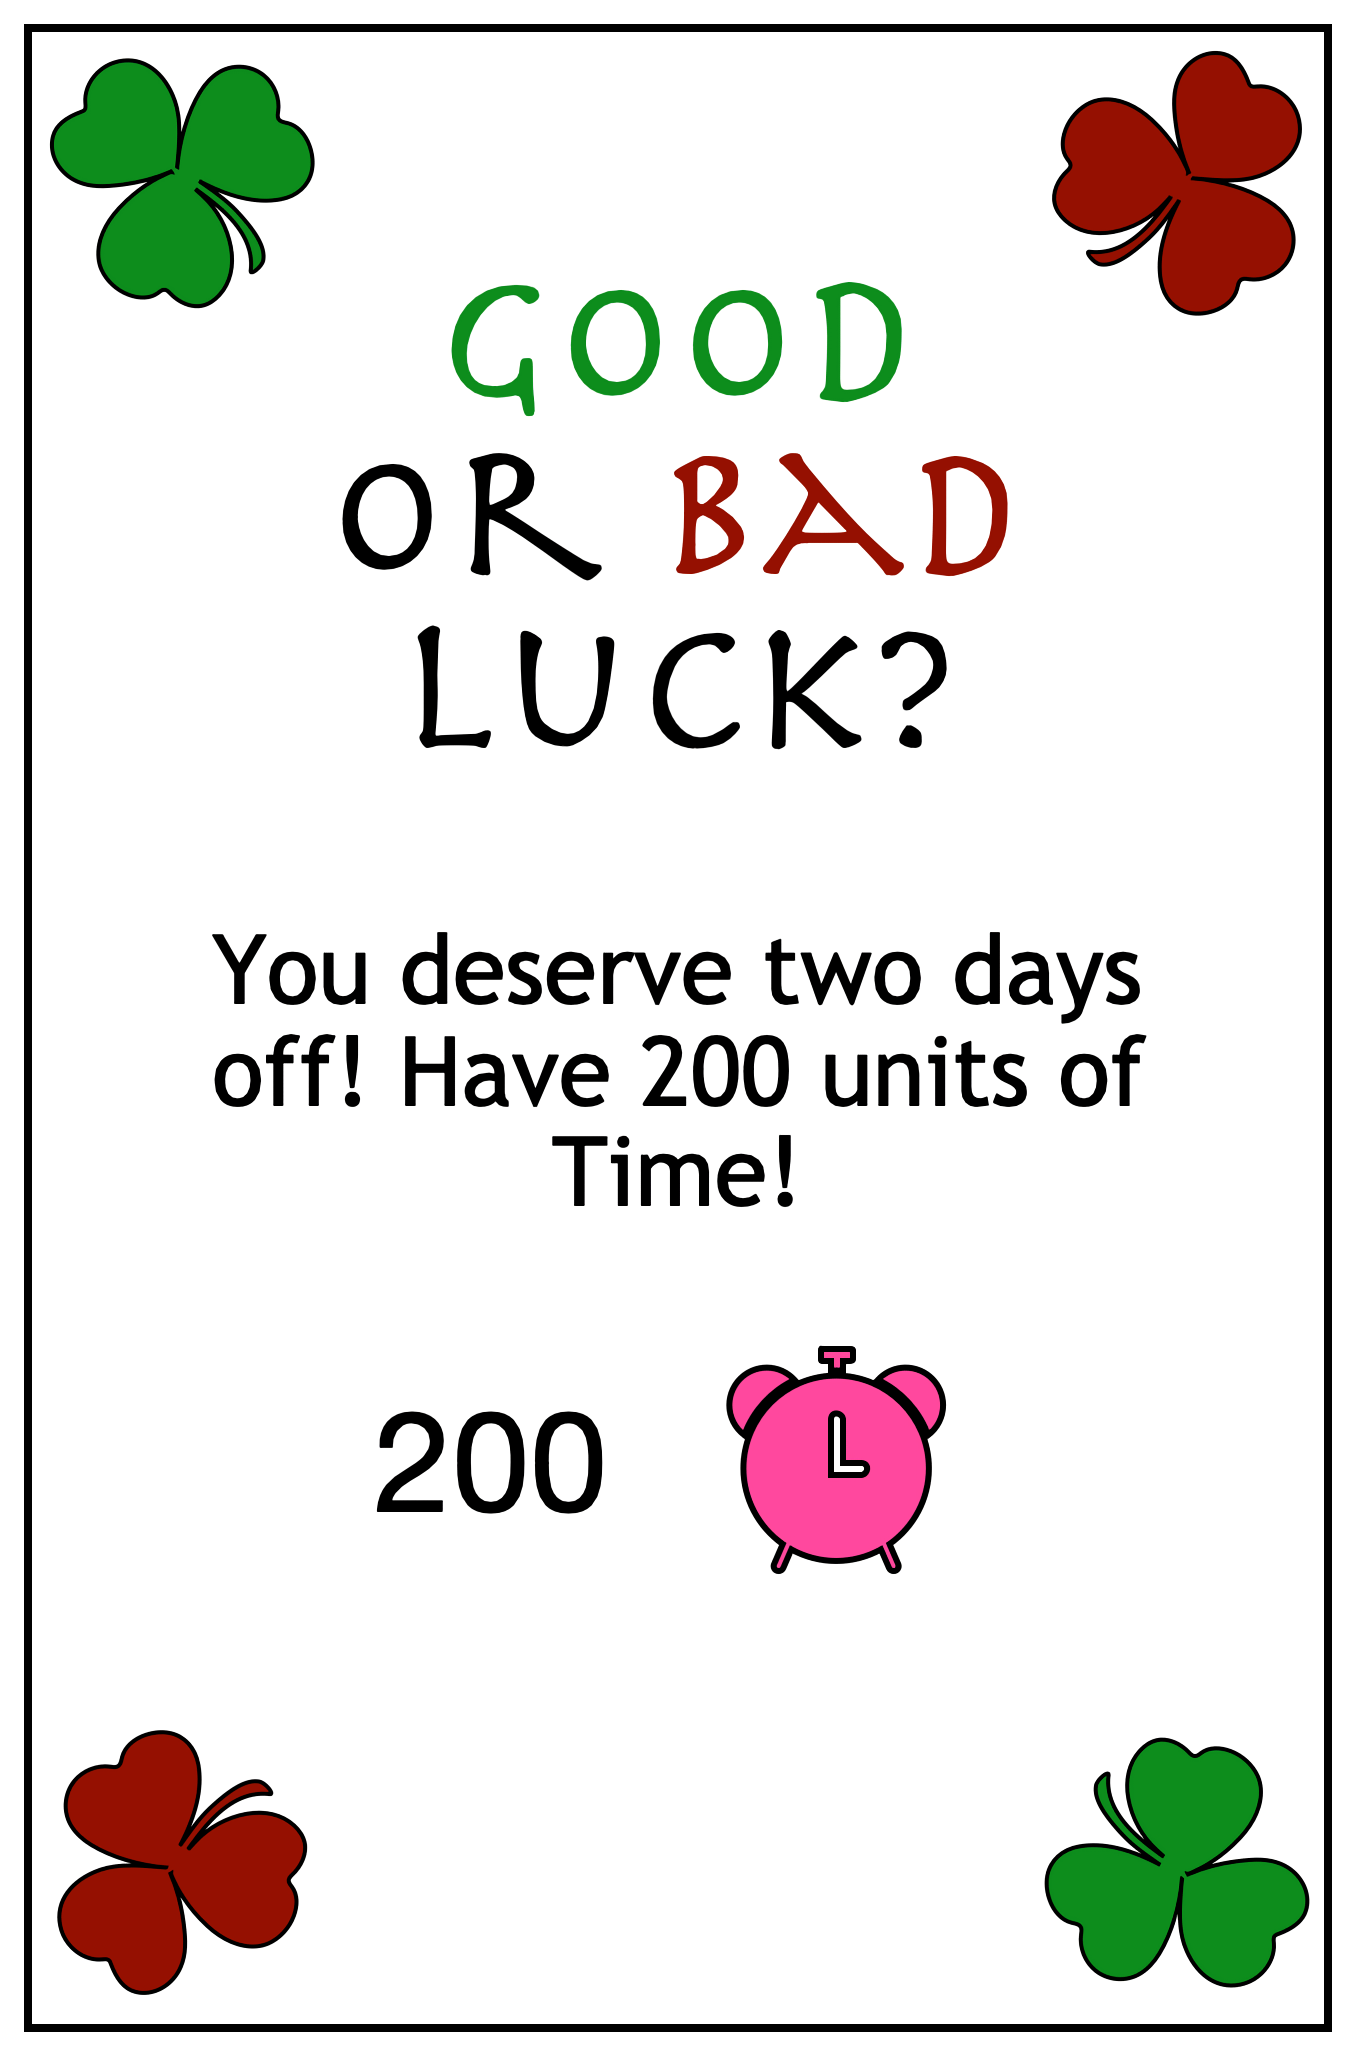 GOOD
OR BAD
LUCK?
You deserve two days
off! Have 200 units of
Time!
200